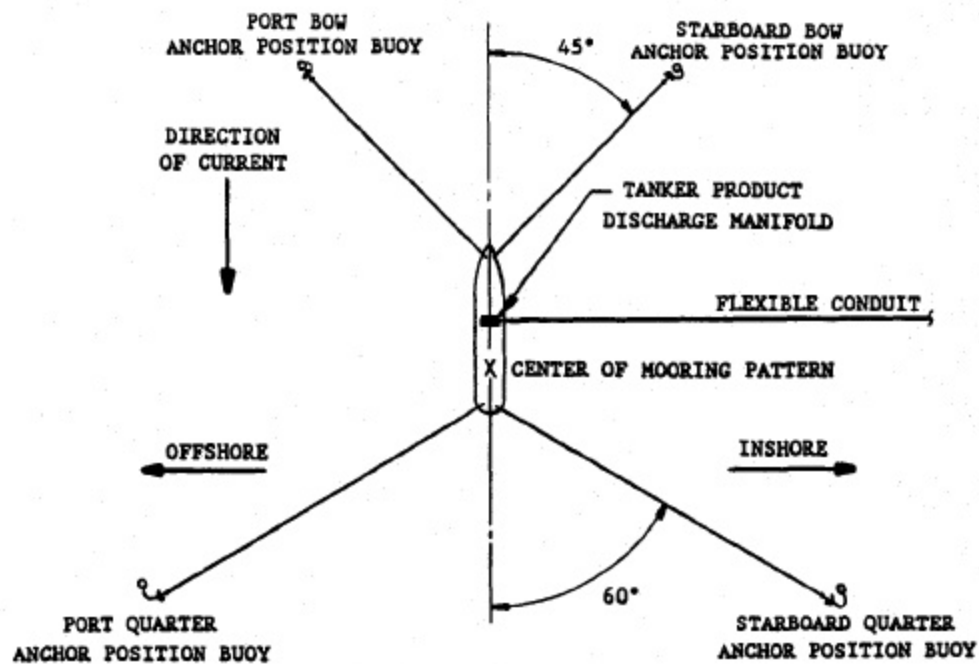 PORT BOW
ANCHOR POSITION BUOY
45°
STARBOARD BOW
ANCHOR POSITION BUOY
DIRECTION
OF CURRENT
TANKER PRODUCT
DISCHARGE MANIFOLD
FLEXIBLE CONDUIT
X CENTER OF MOORING PATTERN
OFFSHORE
INSHORE
60°
PORT QUARTER
ANCHOR POSITION BUOY
STARBOARD QUARTER
ANCHOR POSITION BUOY